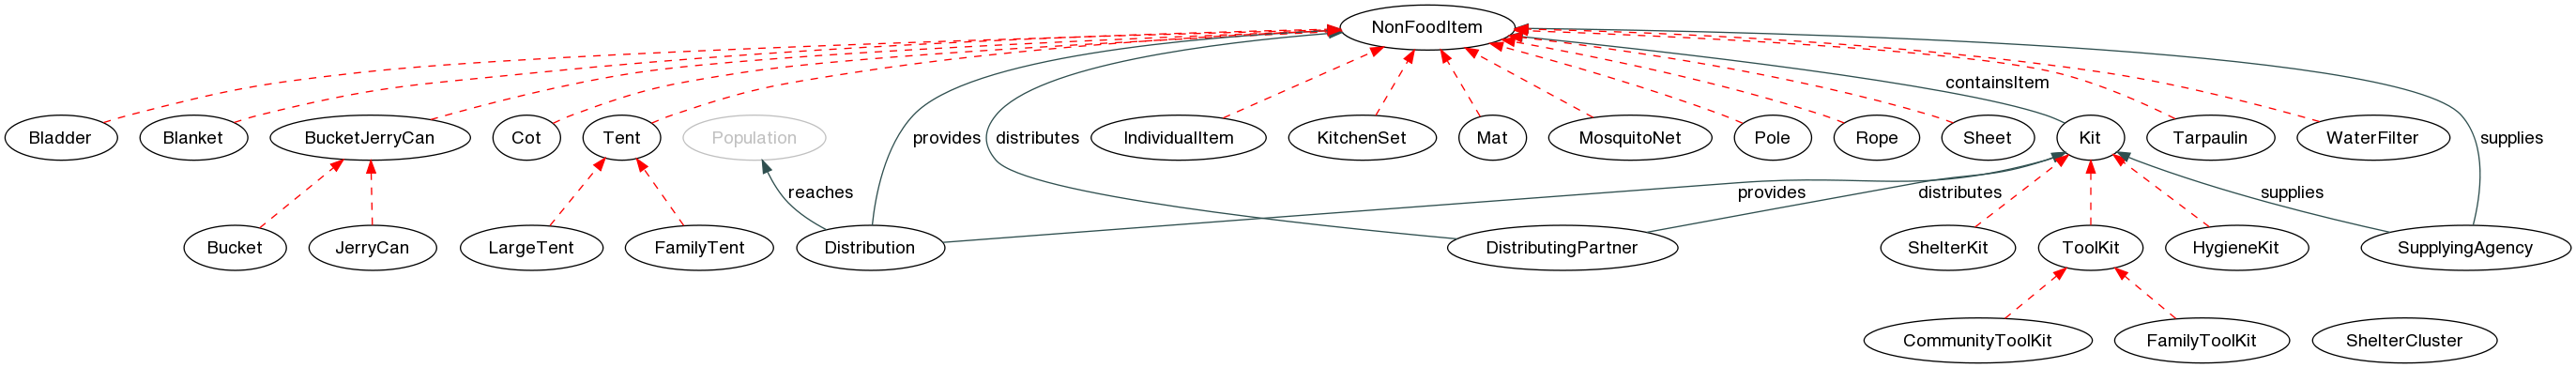 NonFoodItem
containsItem
Bladder
Blanket
BucketJerryCan
Cot
Tent
Population
provides
distributes
IndividualItem
KitchenSet
Mat
MosquitoNet
Pole
Rope
Sheet
Kit
Tarpaulin
WaterFilter
supplies
reaches
provides
distributes
supplies
Bucket
JerryCan
LargeTent
FamilyTent
Distribution
DistributingPartner
ShelterKit
ToolKit
HygieneKit
SupplyingAgency
CommunityToolKit
FamilyToolKit
ShelterCluster